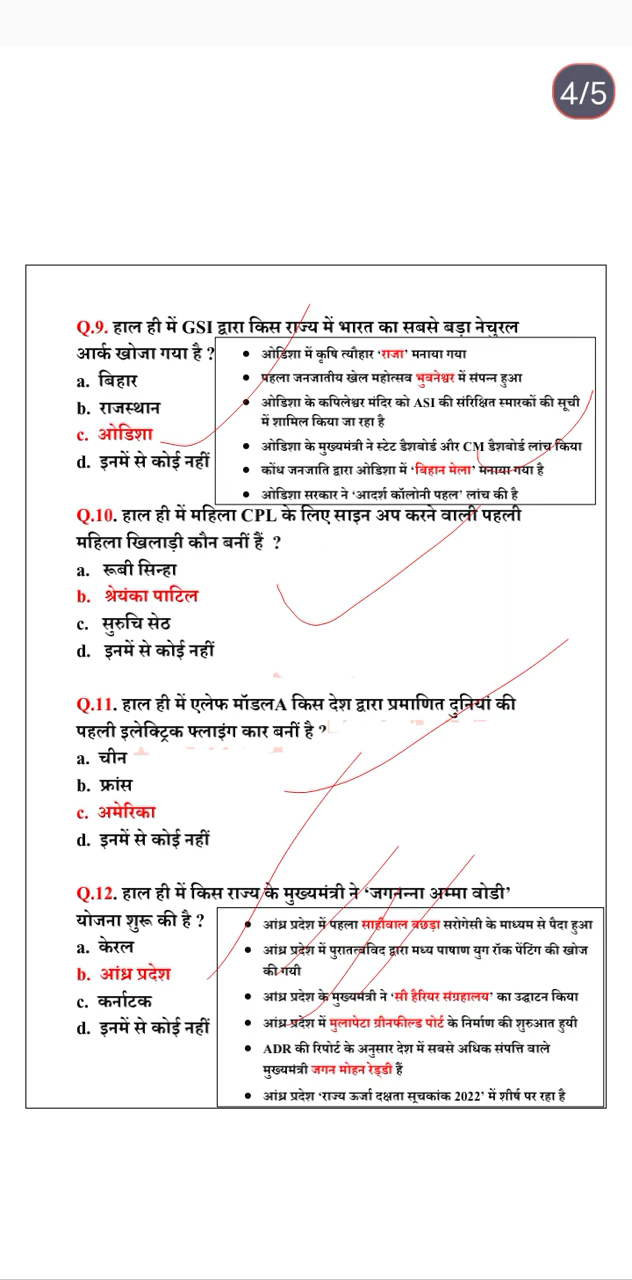 4/5
Q.9. हाल ही में GSI द्वारा किस राज्य में भारत का सबसे बड़ा नेचुरल
आर्क खोजा गया है ?
a. बिहार
b. राजस्थान
c. ओडिशा
d. इनमें से कोई नहीं
• ओडिशा में कृषि त्यौहार ‘राजा’ मनाया गया
• पहला जनजातीय खेल महोत्सव भुवनेश्वर में संपन्न हुआ
• ओडिशा के कपिलेश्वर मंदिर को ASI की संरिक्षित स्मारकों की सूची
में शामिल किया जा रहा है
• ओडिशा के मुख्यमंत्री ने स्टेट डैशबोर्ड और CM डैशबोर्ड लांच किया
• कोंध जनजाति द्वारा ओडिशा में ‘बिहान मेला’ मनाया गया है
• ओडिशा सरकार ने ‘आदर्श कॉलोनी पहल’ लांच की है
Q.10. हाल ही में महिला CPL के लिए साइन अप करने वाली पहली
महिला खिलाड़ी कौन बनीं हैं ?
a. रूबी सिन्हा
b. श्रेयंका पाटिल
c. सुरुचि सेठ
d. इनमें से कोई नहीं
Q.11. हाल ही में एलेफ मॉडलA किस देश द्वारा प्रमाणित दुनियां की
पहली इलेक्ट्रिक फ्लाइंग कार बनीं है ?
a. चीन
b. फ्रांस
c. अमेरिका
d. इनमें से कोई नहीं
Q.12. हाल ही में किस राज्य के मुख्यमंत्री ने ‘जगनन्ना अम्मा वोडी’
योजना शुरू की है ?
a. केरल
b. आंध्र प्रदेश
c. कर्नाटक
d. इनमें से कोई नहीं
• आंध्र प्रदेश में पहला साहीवाल बछड़ा सरोगेसी के माध्यम से पैदा हुआ
• आंध्र प्रदेश में पुरातत्वविद द्वारा मध्य पाषाण युग रॉक पेंटिंग की खोज
की गयी
• आंध्र प्रदेश के मुख्यमंत्री ने ‘सी हैरियर संग्रहालय’ का उद्घाटन किया
• आंध्र प्रदेश में मुलापेटा ग्रीनफील्ड पोर्ट के निर्माण की शुरुआत हुयी
• ADR की रिपोर्ट के अनुसार देश में सबसे अधिक संपत्ति वाले
मुख्यमंत्री जगन मोहन रेड्डी हैं
• आंध्र प्रदेश ‘राज्य ऊर्जा दक्षता सूचकांक 2022’ में शीर्ष पर रहा है